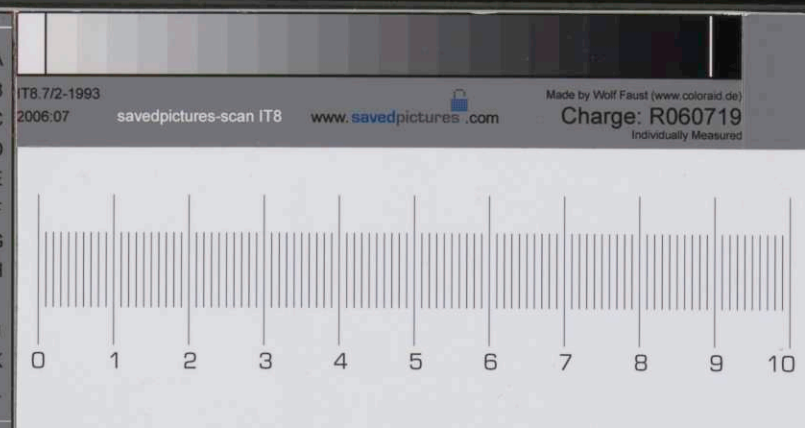 IT8.7/2-1993
2006:07
savedpictures-scan IT8
www.savedpictures.com
Made by Wolf Faust (www.coloraid.de)
Charge: R060719
Individually Measured
0 1 2 3 4 5 6 7 8 9 10